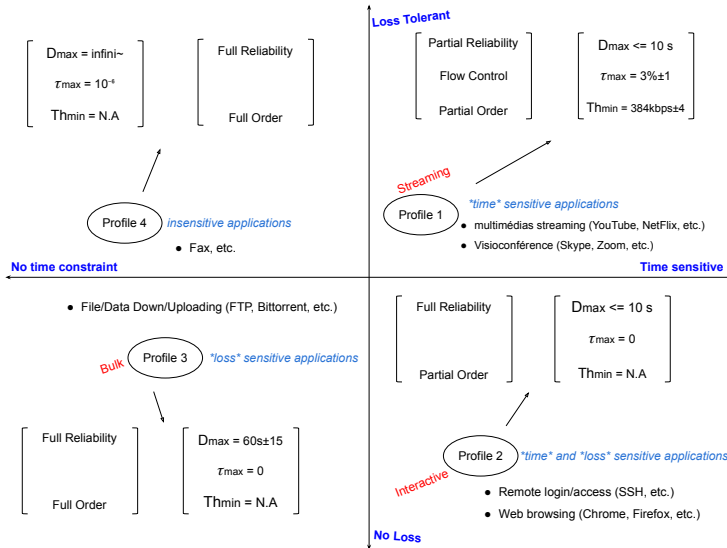 Loss Tolerant
Dmax = infini~
τmax = 10⁻⁶
Thmin = N.A
Full Reliability
Full Order
Profile 4
insensitive applications
● Fax, etc.
Partial Reliability
Flow Control
Partial Order
Dmax <= 10 s
τmax = 3%±1
Thmin = 384kbps±4
Streaming
Profile 1
*time* sensitive applications
● multimédias streaming (YouTube, NetFlix, etc.)
● Visioconférence (Skype, Zoom, etc.)
No time constraint
Time sensitive
● File/Data Down/Uploading (FTP, Bittorrent, etc.)
Bulk
Profile 3
*loss* sensitive applications
Full Reliability
Full Order
Dmax = 60s±15
τmax = 0
Thmin = N.A
Full Reliability
Partial Order
Dmax <= 10 s
τmax = 0
Thmin = N.A
Interactive
Profile 2
*time* and *loss* sensitive applications
● Remote login/access (SSH, etc.)
● Web browsing (Chrome, Firefox, etc.)
No Loss